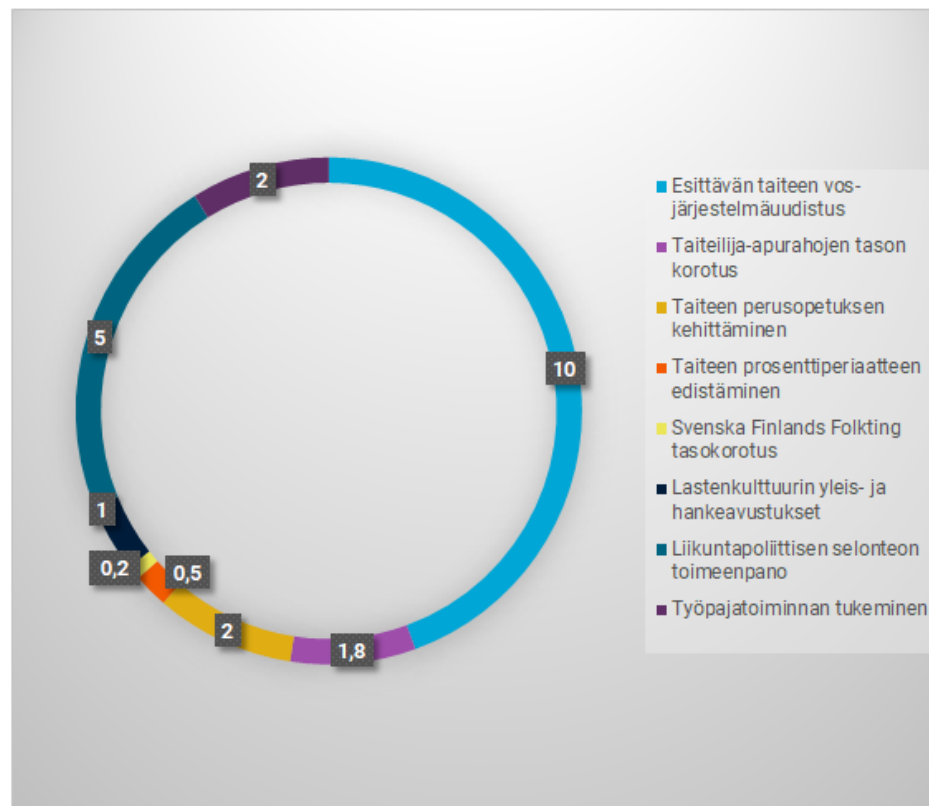 2
5
10
1
0,2
0,5
2
1,8
Esittävän taiteen vos-
järjestelmäuudistus
Taiteilija-apurahojen tason
korotus
Taiteen perusopetuksen
kehittäminen
Taiteen prosenttiperiaatteen
edistäminen
Svenska Finlands Folkting
tasokorotus
Lastenkulttuurin yleis- ja
hankeavustukset
Liikuntapoliittisen selonteon
toimeenpano
Työpajatoiminnan tukeminen